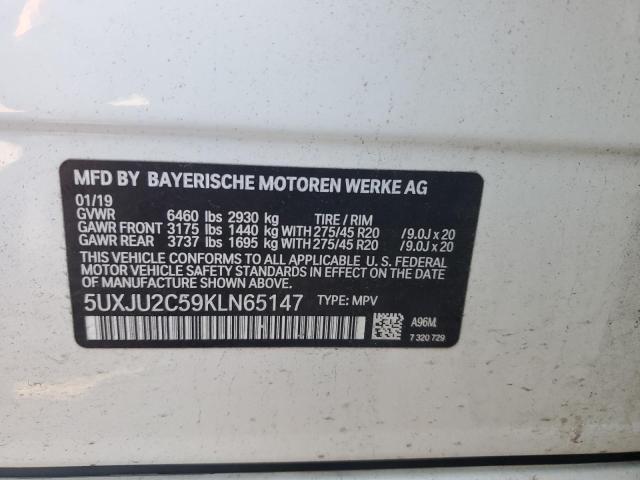 MFD BY BAYERISCHE MOTOREN WERKE AG
01/19
GVWR 6460 lbs 2930 kg TIRE / RIM
GAWR FRONT 3175 lbs 1440 kg WITH 275/45 R20 /9.0J x 20
GAWR REAR 3737 lbs 1695 kg WITH 275/45 R20 /9.0J x 20
THIS VEHICLE CONFORMS TO ALL APPLICABLE U. S. FEDERAL
MOTOR VEHICLE SAFETY STANDARDS IN EFFECT ON THE DATE
OF MANUFACTURE SHOWN ABOVE.
5UXJU2C59KLN65147 TYPE: MPV
A96M.
7 320 729